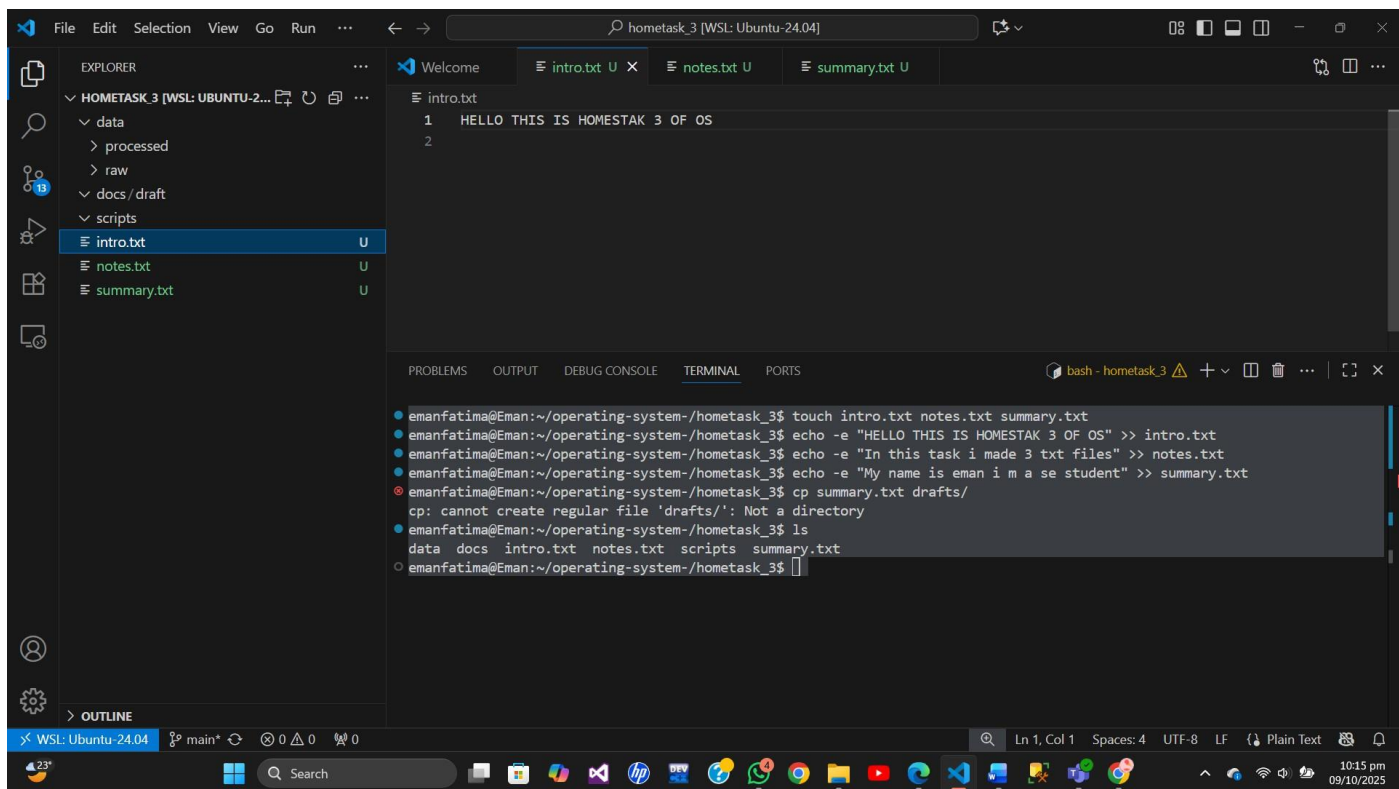 File Edit Selection View Go Run ···
hometask_3 [WSL: Ubuntu-24.04]
EXPLORER
HOMETASK_3 [WSL: UBUNTU-2...
data
processed
raw
docs/draft
scripts
intro.txt U
notes.txt U
summary.txt U
OUTLINE
Welcome intro.txt U notes.txt U summary.txt U
intro.txt
1 HELLO THIS IS HOMESTAK 3 OF OS
2
PROBLEMS OUTPUT DEBUG CONSOLE TERMINAL PORTS bash - hometask_3
emanfatima@Eman:~/operating-system-/hometask_3$ touch intro.txt notes.txt summary.txt
emanfatima@Eman:~/operating-system-/hometask_3$ echo -e "HELLO THIS IS HOMESTAK 3 OF OS" >> intro.txt
emanfatima@Eman:~/operating-system-/hometask_3$ echo -e "In this task i made 3 txt files" >> notes.txt
emanfatima@Eman:~/operating-system-/hometask_3$ echo -e "My name is eman i m a se student" >> summary.txt
emanfatima@Eman:~/operating-system-/hometask_3$ cp summary.txt drafts/
cp: cannot create regular file 'drafts/': Not a directory
emanfatima@Eman:~/operating-system-/hometask_3$ ls
data docs intro.txt notes.txt scripts summary.txt
emanfatima@Eman:~/operating-system-/hometask_3$
13
WSL: Ubuntu-24.04 main* 0 0 0 Ln 1, Col 1 Spaces: 4 UTF-8 LF Plain Text
23°
Search
hp
DEV
4
10:15 pm
09/10/2025